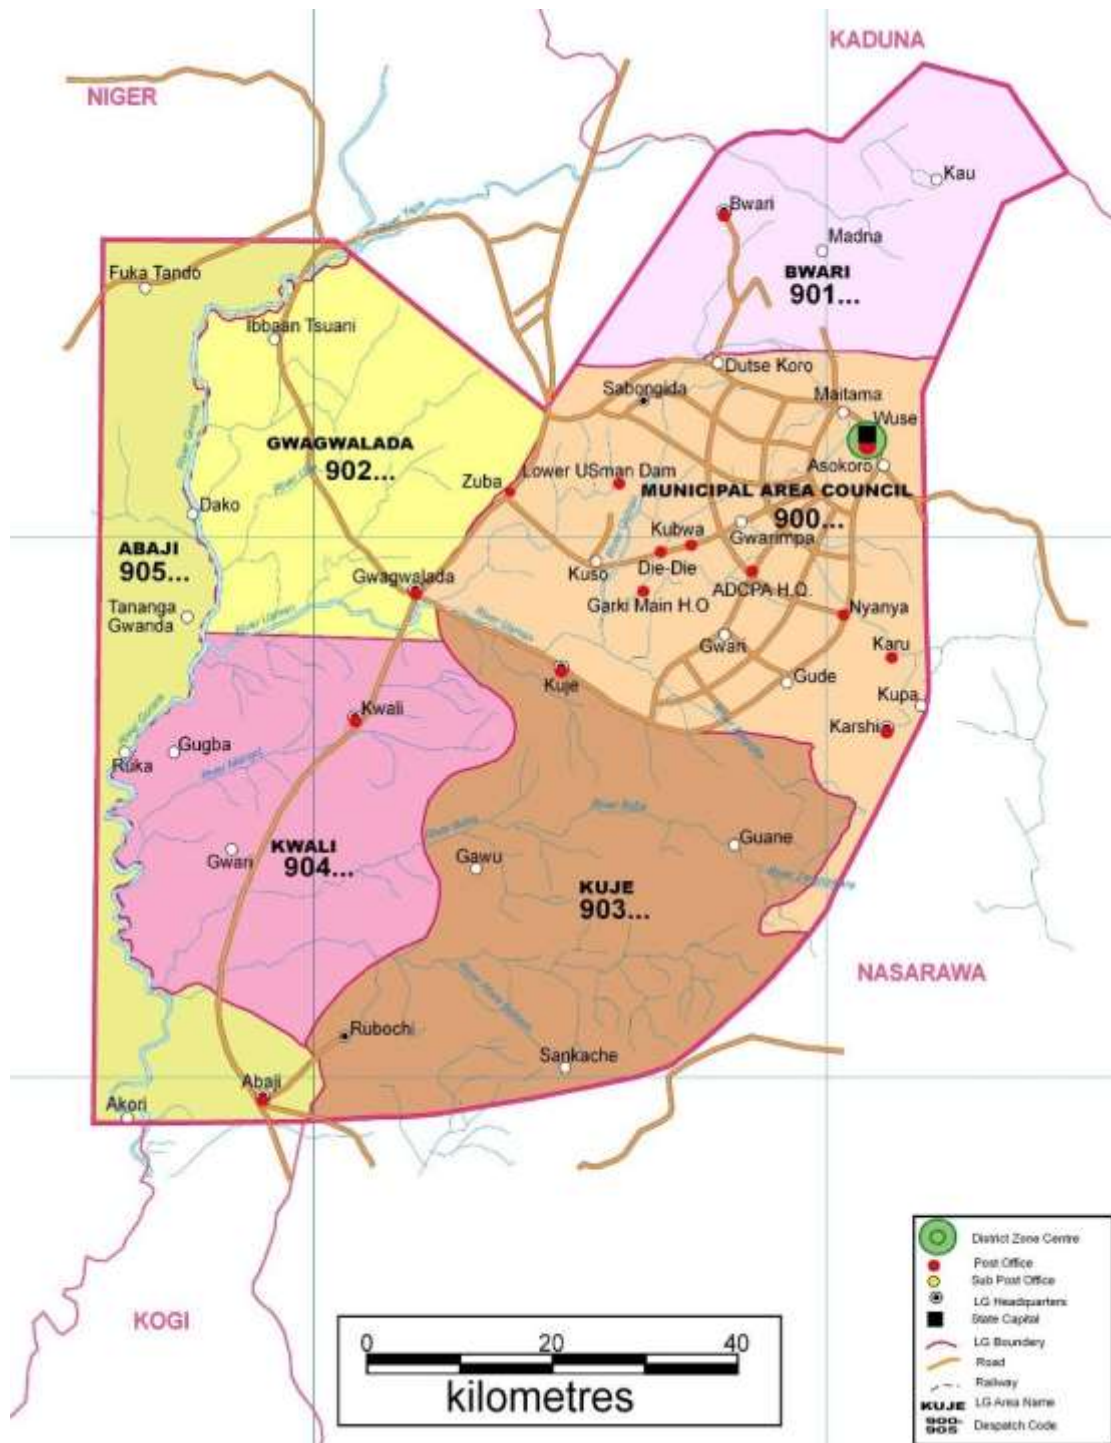 KADUNA
NIGER
Kau
Bwari
Madna
BWARI
901...
Fuka Tando
Ibbaan Tsuani
Dutse Koro
Sabongida
Maitama
Wuse
GWAGWALADA
902...
Zuba
Lower USman Dam
Asokoro
MUNICIPAL AREA COUNCIL
900...
Dako
Kubwa
Gwarimpa
ABAJI
905...
Gwagwalada
Kuso
Die-Die
ADCPA H.Q.
Garki Main H.O
Nyanya
Tananga
Gwanda
River Usman
Gwari
Karu
Kuje
Gude
Kupa
Kwali
Karshi
Gugba
Ruka
Guane
Gwari
KWALI
904...
Gawu
KUJE
903...
NASARAWA
Rubochi
Sankache
Abaji
Akori
KOGI
0 20 40
kilometres
District Zone Centre
Post Office
Sub Post Office
LG Headquarters
State Capital
LG Boundary
Road
Railway
KUJE LG Area Name
900-
905 Despatch Code